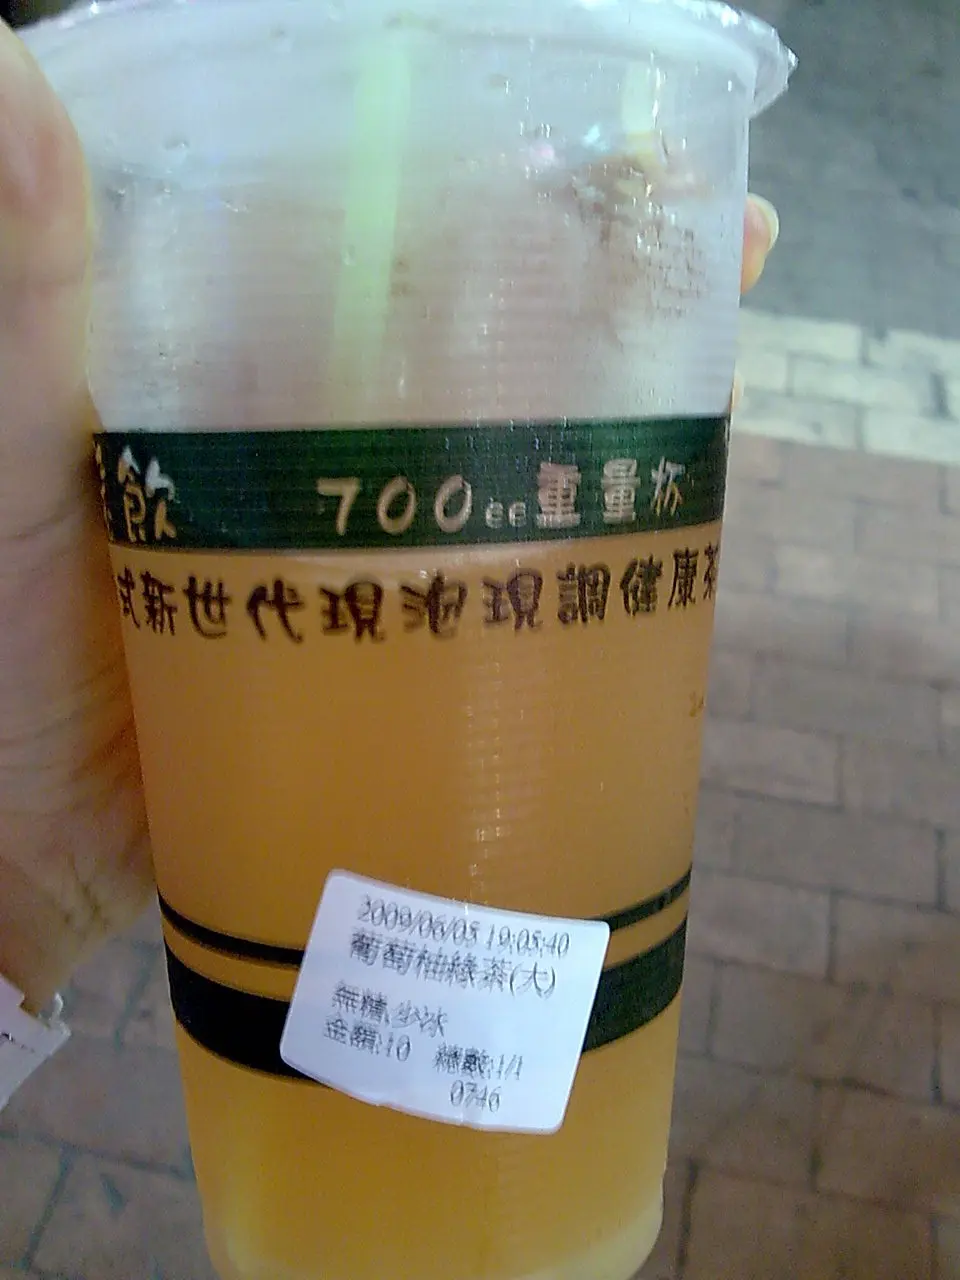 飲 700cc重量杯
式新世代現泡現調健康茶
2009/06/05 19:05:40
葡萄柚綠茶(大)
無糖,少冰
金額:10 總數:1/1
0746